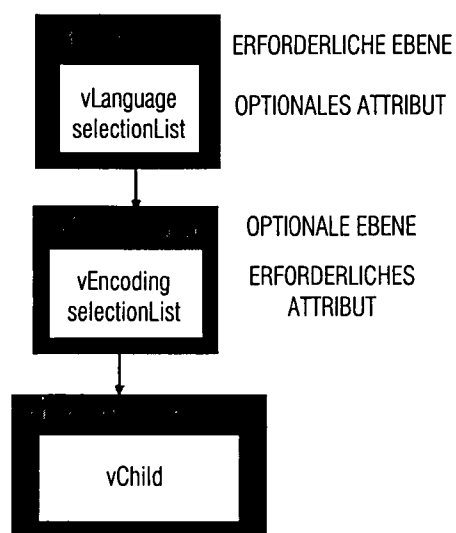 ERFORDERLICHE EBENE
vLanguage
selectionList
OPTIONALES ATTRIBUT
OPTIONALE EBENE
vEncoding
selectionList
ERFORDERLICHES
ATTRIBUT
vChild